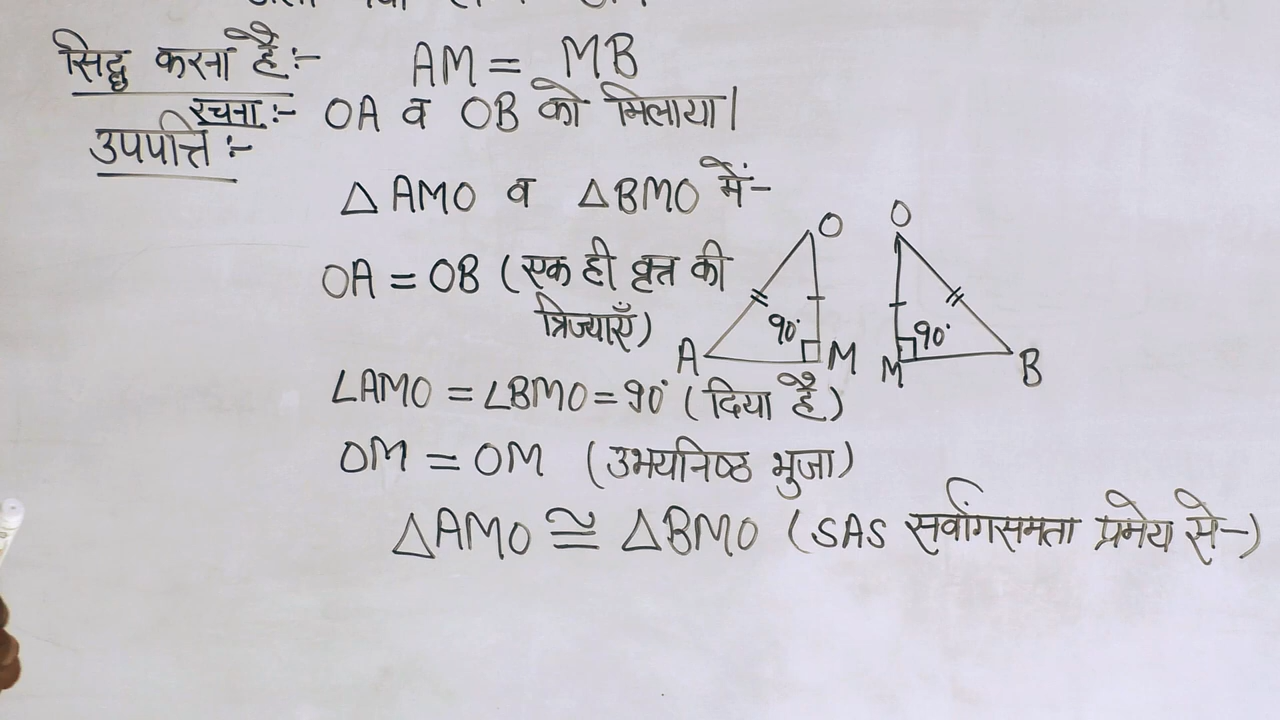 सिद्ध करना है:- AM = MB
रचना:- OA व OB को मिलाया।
उपपत्ति:-
△AMO व △BMO में-
OA = OB (एक ही वृत्त की
त्रिज्याएँ)
∠AMO = ∠BMO = 90° (दिया है)
OM = OM (उभयनिष्ठ भुजा)
△AMO ≅ △BMO (SAS सर्वांगसमता प्रमेय से-)
O
90°
A
M
O
90°
M
B